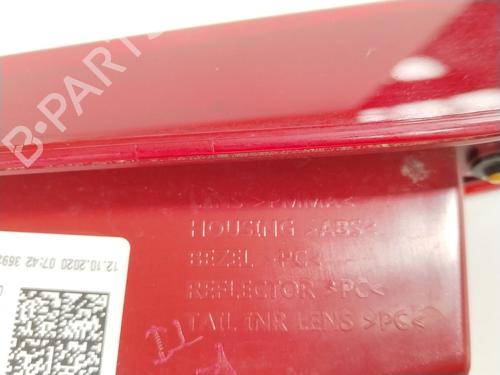 B-PARTS
LENS >PMMA<
HOUSING >ABS<
BEZEL >PC<
REFLECTOR >PC<
TAIL INR LENS >PC<
12.10.2020 07:42